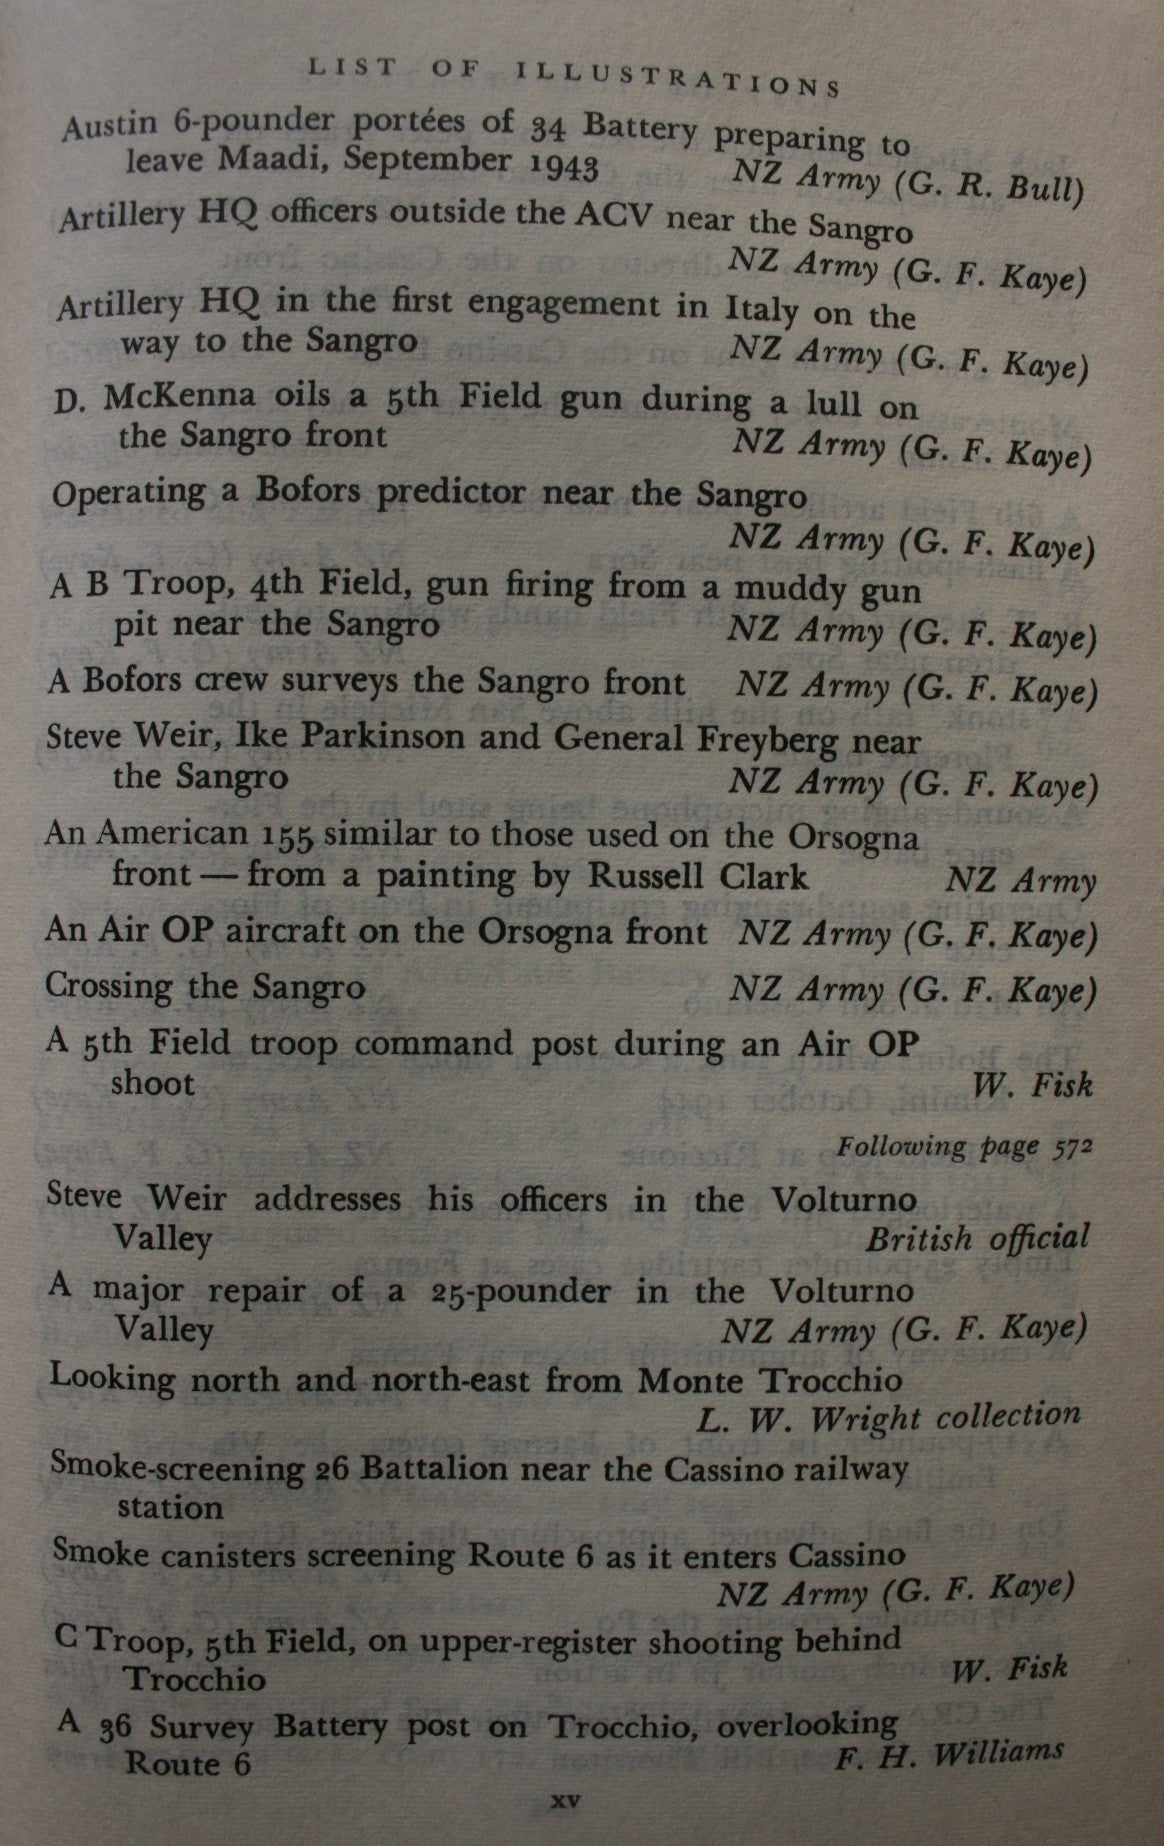 LIST OF ILLUSTRATIONS
Austin 6-pounder portées of 34 Battery preparing to
leave Maadi, September 1943 NZ Army (G. R. Bull)
Artillery HQ officers outside the ACV near the Sangro
NZ Army (G. F. Kaye)
Artillery HQ in the first engagement in Italy on the
way to the Sangro NZ Army (G. F. Kaye)
D. McKenna oils a 5th Field gun during a lull on
the Sangro front NZ Army (G. F. Kaye)
Operating a Bofors predictor near the Sangro
NZ Army (G. F. Kaye)
A B Troop, 4th Field, gun firing from a muddy gun
pit near the Sangro NZ Army (G. F. Kaye)
A Bofors crew surveys the Sangro front NZ Army (G. F. Kaye)
Steve Weir, Ike Parkinson and General Freyberg near
the Sangro NZ Army (G. F. Kaye)
An American 155 similar to those used on the Orsogna
front — from a painting by Russell Clark NZ Army
An Air OP aircraft on the Orsogna front NZ Army (G. F. Kaye)
Crossing the Sangro NZ Army (G. F. Kaye)
A 5th Field troop command post during an Air OP
shoot W. Fisk
Following page 572
Steve Weir addresses his officers in the Volturno
Valley British official
A major repair of a 25-pounder in the Volturno
Valley NZ Army (G. F. Kaye)
Looking north and north-east from Monte Trocchio
L. W. Wright collection
Smoke-screening 26 Battalion near the Cassino railway
station
Smoke canisters screening Route 6 as it enters Cassino
NZ Army (G. F. Kaye)
C Troop, 5th Field, on upper-register shooting behind
Trocchio W. Fisk
A 36 Survey Battery post on Trocchio, overlooking
Route 6 F. H. Williams
xv